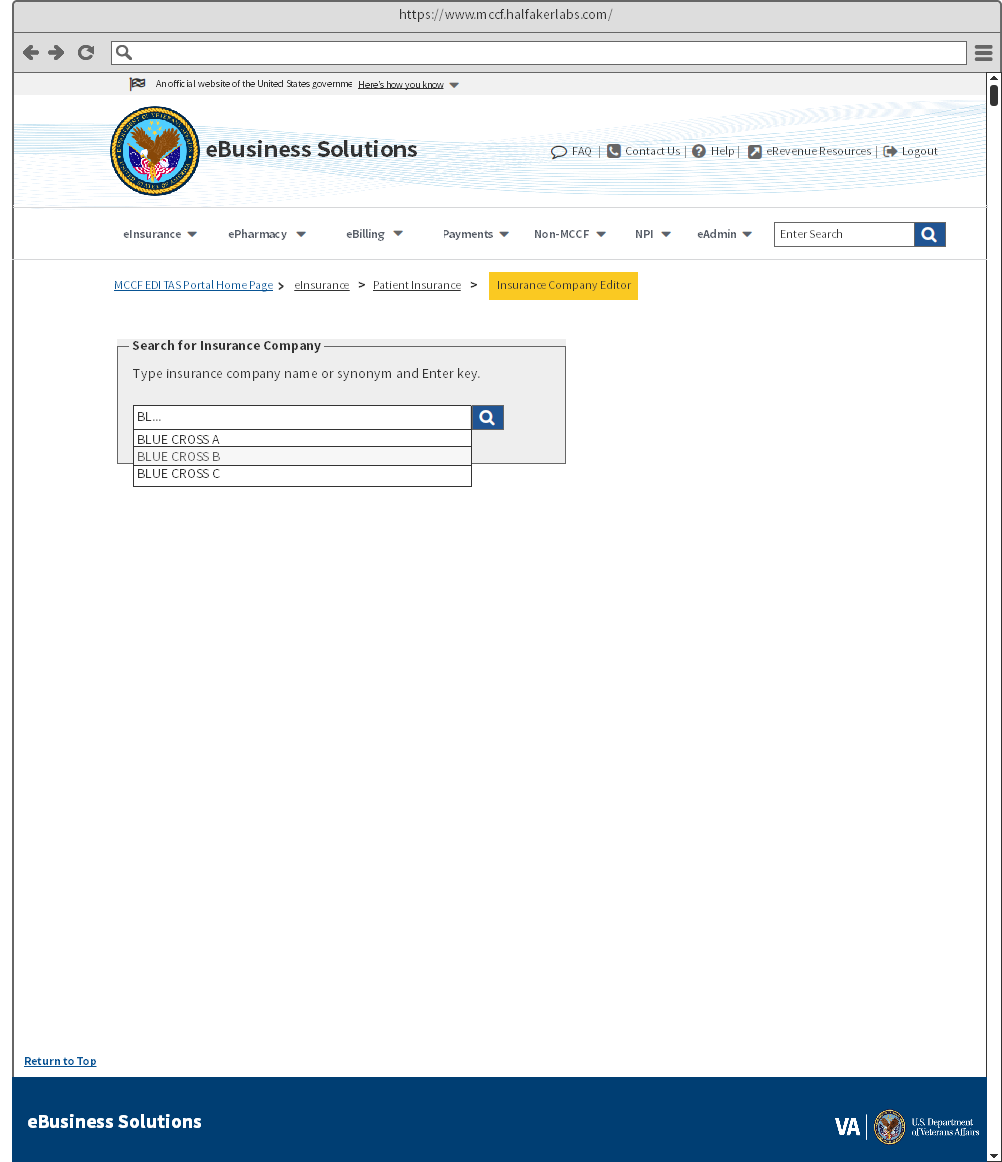 https://www.mccf.halfakerlabs.com/
An official website of the United States governme Here's how you know
eBusiness Solutions
FAQ | Contact Us | Help | eRevenue Resources | Logout
eInsurance ePharmacy eBilling Payments Non-MCCF NPI eAdmin Enter Search
MCCF EDI TAS Portal Home Page > eInsurance > Patient Insurance > Insurance Company Editor
Search for Insurance Company
Type insurance company name or synonym and Enter key.
BL...
BLUE CROSS A
BLUE CROSS B
BLUE CROSS C
Return to Top
eBusiness Solutions
VA
U.S. Department
of Veterans Affairs